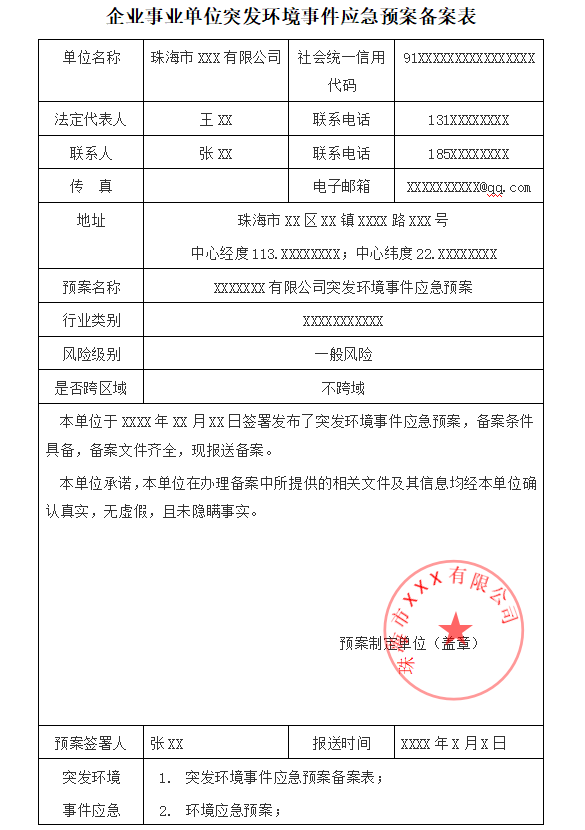 企业事业单位突发环境事件应急预案备案表
单位名称 珠海市 XXX 有限公司 社会统一信用代码 91XXXXXXXXXXXXXXXX
法定代表人 王 XX 联系电话 131XXXXXXXX
联系人 张 XX 联系电话 185XXXXXXXX
传 真 电子邮箱 XXXXXXXXXX@qq.com
地址 珠海市 XX 区 XX 镇 XXXX 路 XXX 号
中心经度 113.XXXXXXXX；中心纬度 22.XXXXXXXX
预案名称 XXXXXXX 有限公司突发环境事件应急预案
行业类别 XXXXXXXXXXX
风险级别 一般风险
是否跨区域 不跨域
本单位于 XXXX 年 XX 月 XX 日签署发布了突发环境事件应急预案，备案条件
具备，备案文件齐全，现报送备案。
本单位承诺，本单位在办理备案中所提供的相关文件及其信息均经本单位确
认真实，无虚假，且未隐瞒事实。
珠海市XXX有限公司
预案制定单位（盖章）
预案签署人 张 XX 报送时间 XXXX 年 X 月 X 日
突发环境 1. 突发环境事件应急预案备案表；
事件应急 2. 环境应急预案；